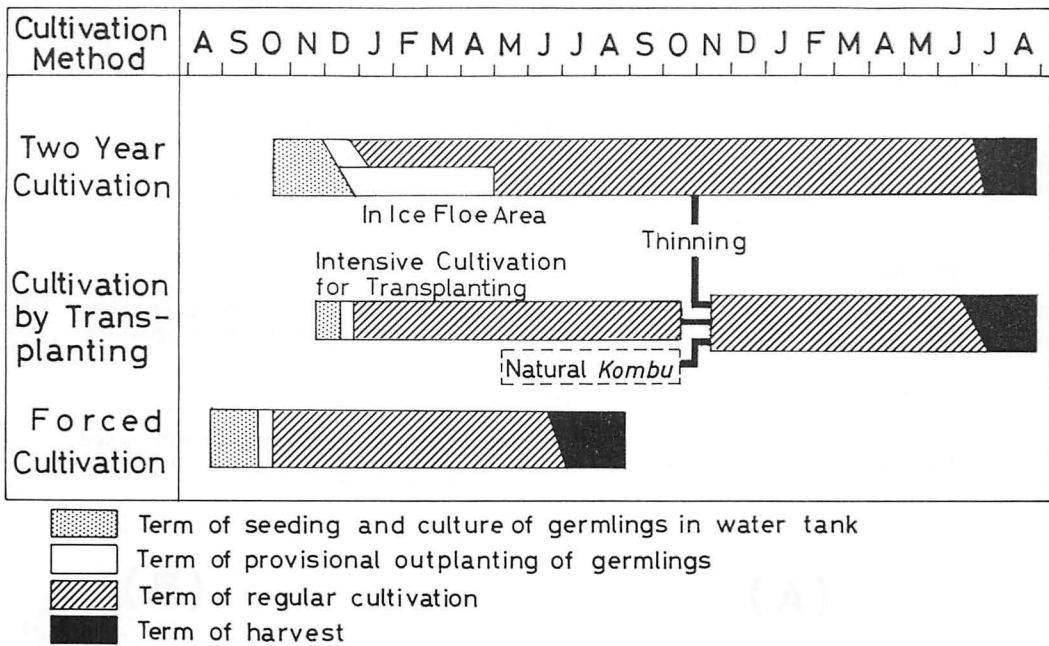 Cultivation
Method
A S O N D J F M A M J J A S O N D J F M A M J J A
Two Year
Cultivation
In Ice Floe Area
Thinning
Intensive Cultivation
for Transplanting
Cultivation
by Trans-
planting
Natural Kombu
Forced
Cultivation
Term of seeding and culture of germlings in water tank
Term of provisional outplanting of germlings
Term of regular cultivation
Term of harvest